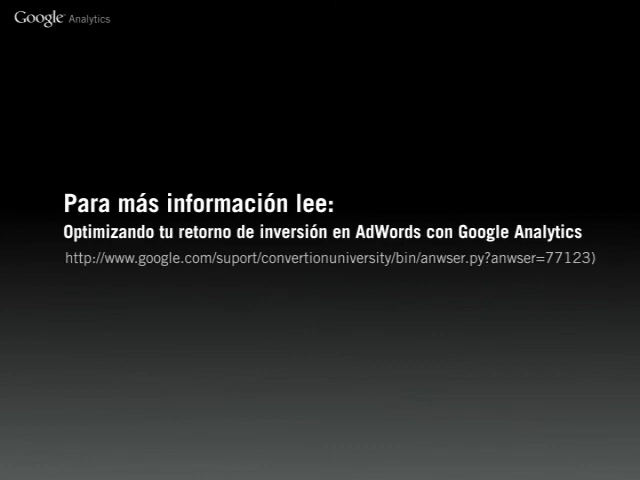 Google Analytics
Para más información lee:
Optimizando tu retorno de inversión en AdWords con Google Analytics
http://www.google.com/suport/convertionuniversity/bin/anwser.py?anwser=77123)